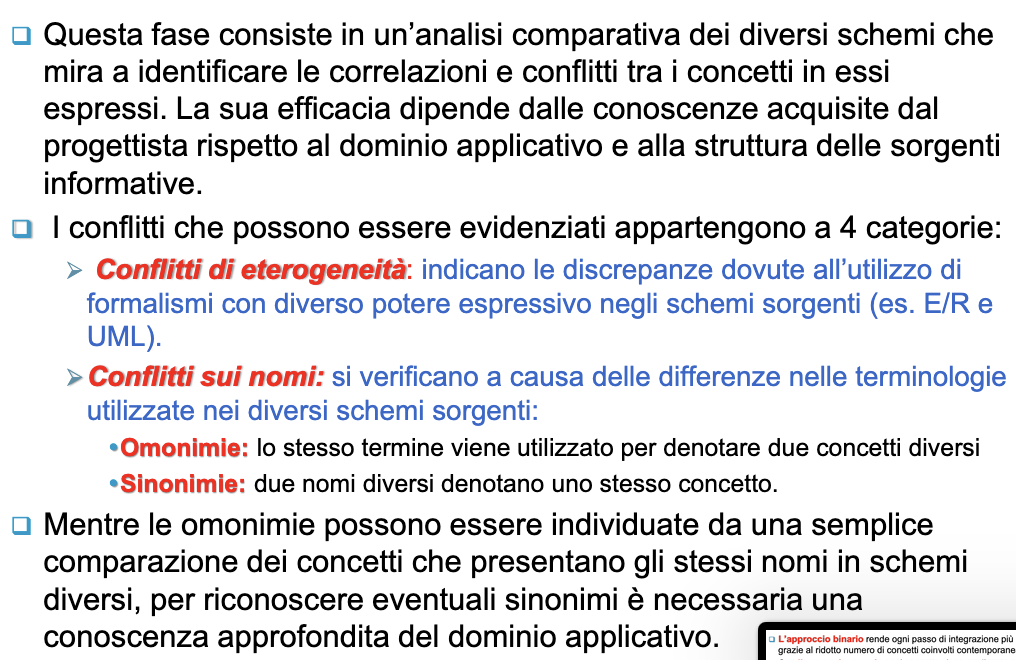 Questa fase consiste in un’analisi comparativa dei diversi schemi che
mira a identificare le correlazioni e conflitti tra i concetti in essi
espressi. La sua efficacia dipende dalle conoscenze acquisite dal
progettista rispetto al dominio applicativo e alla struttura delle sorgenti
informative.
I conflitti che possono essere evidenziati appartengono a 4 categorie:
Conflitti di eterogeneità: indicano le discrepanze dovute all’utilizzo di
formalismi con diverso potere espressivo negli schemi sorgenti (es. E/R e
UML).
Conflitti sui nomi: si verificano a causa delle differenze nelle terminologie
utilizzate nei diversi schemi sorgenti:
•Omonimie: lo stesso termine viene utilizzato per denotare due concetti diversi
•Sinonimie: due nomi diversi denotano uno stesso concetto.
Mentre le omonimie possono essere individuate da una semplice
comparazione dei concetti che presentano gli stessi nomi in schemi
diversi, per riconoscere eventuali sinonimi è necessaria una
conoscenza approfondita del dominio applicativo.
L’approccio binario rende ogni passo di integrazione più
grazie al ridotto numero di concetti coinvolti